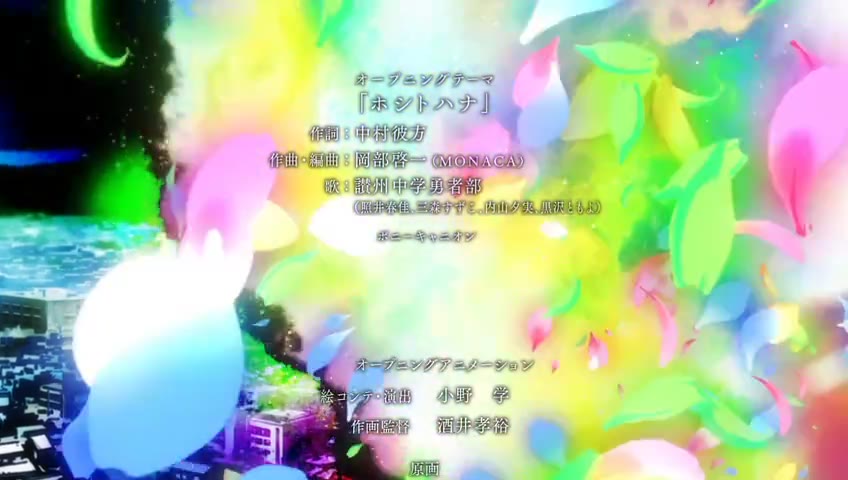 オープニングテーマ
「ホシトハナ」
作詞：中村彼方
作曲・編曲：岡部啓一（MONACA）
歌：讃州中学勇者部
（照井春佳、三森すずこ、内山夕実、黒沢ともよ）
ポニーキャニオン
オープニングアニメーション
絵コンテ・演出　小野　学
作画監督　酒井孝裕
原画